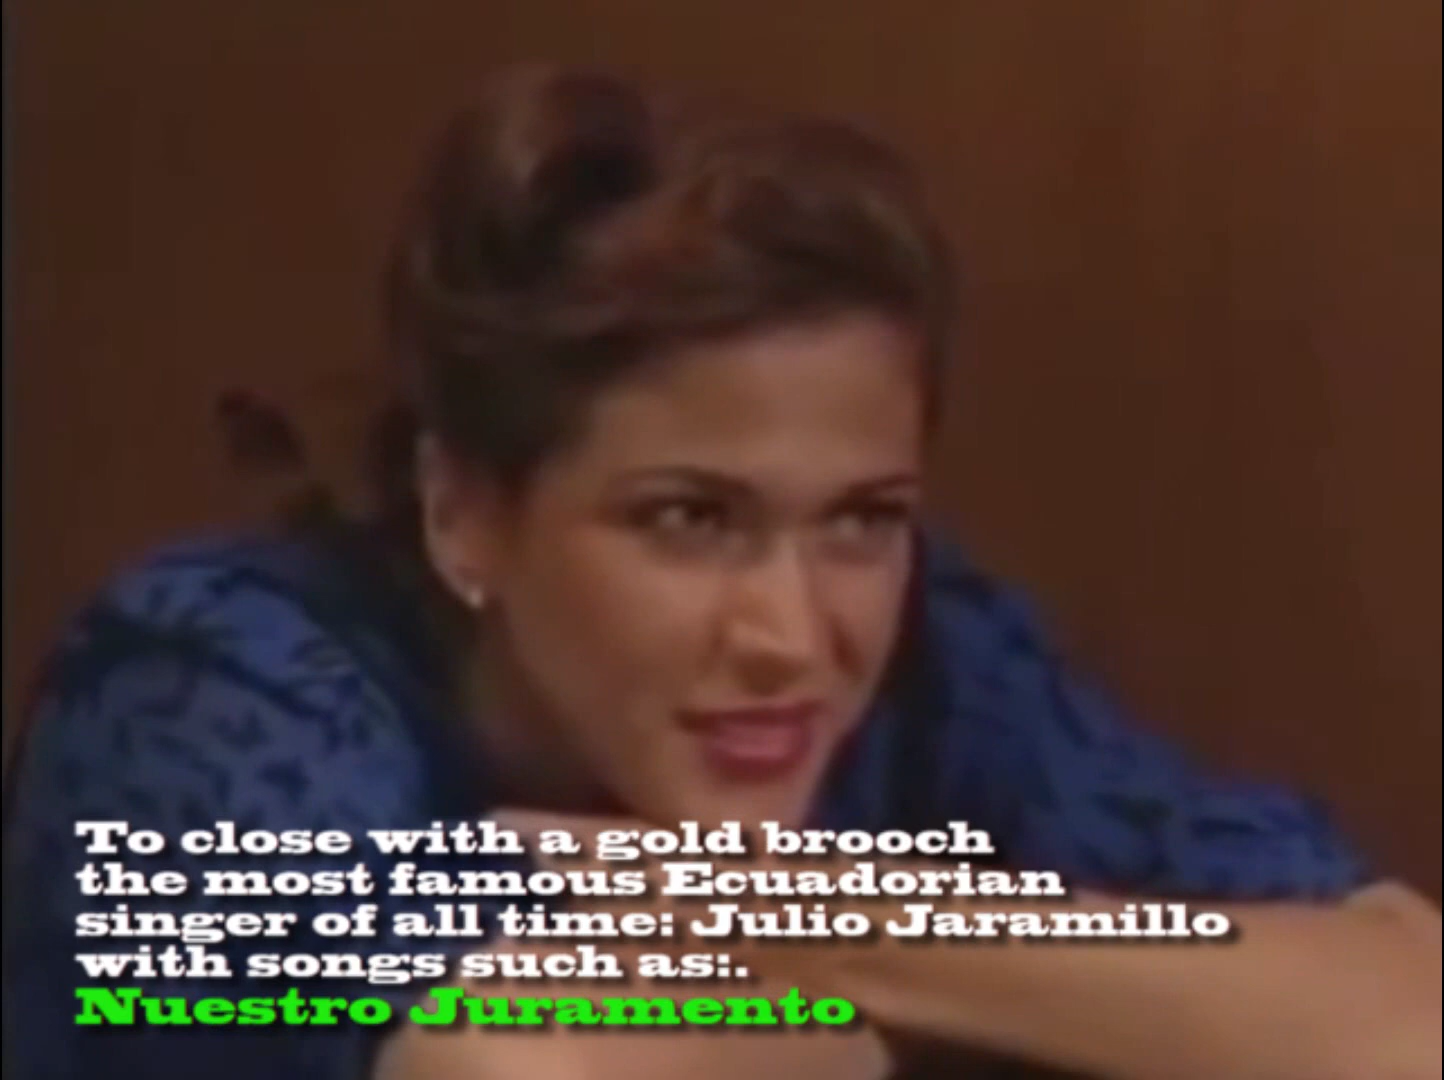 To close with a gold brooch
the most famous Ecuadorian
singer of all time: Julio Jaramillo
with songs such as:.
Nuestro Juramento